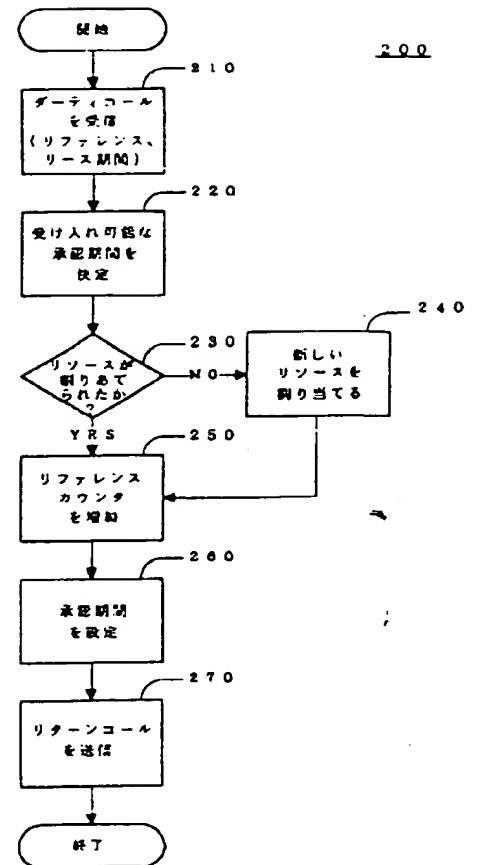 開始
200
210
ダーティコール
を受信
(リファレンス、
リース期間)
220
受け入れ可能な
承認期間を
決定
230
リソースが
割りあて
られたか
?
NO
240
新しい
リソースを
割り当てる
YRS
250
リファレンス
カウンタ
を増加
260
承認期間
を設定
270
リターンコール
を送信
終了